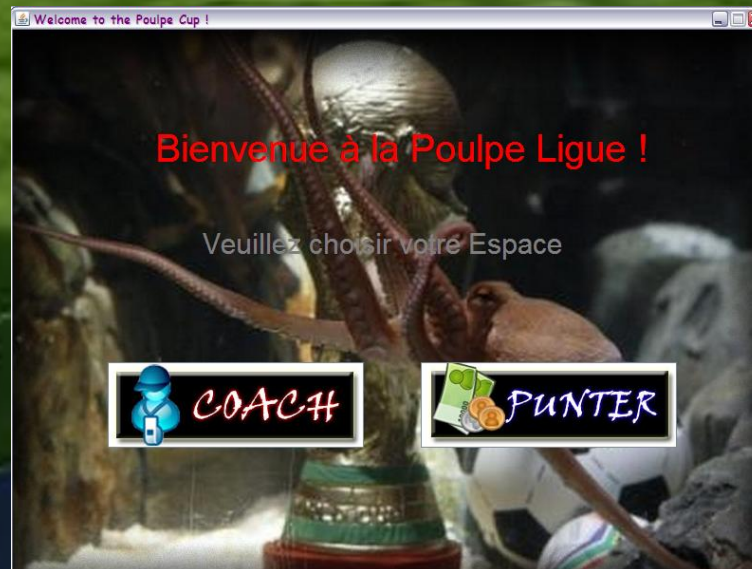 Welcome to the Poulpe Cup !
Bienvenue à la Poulpe Ligue !
Veuillez choisir votre Espace
COACH
PUNTER